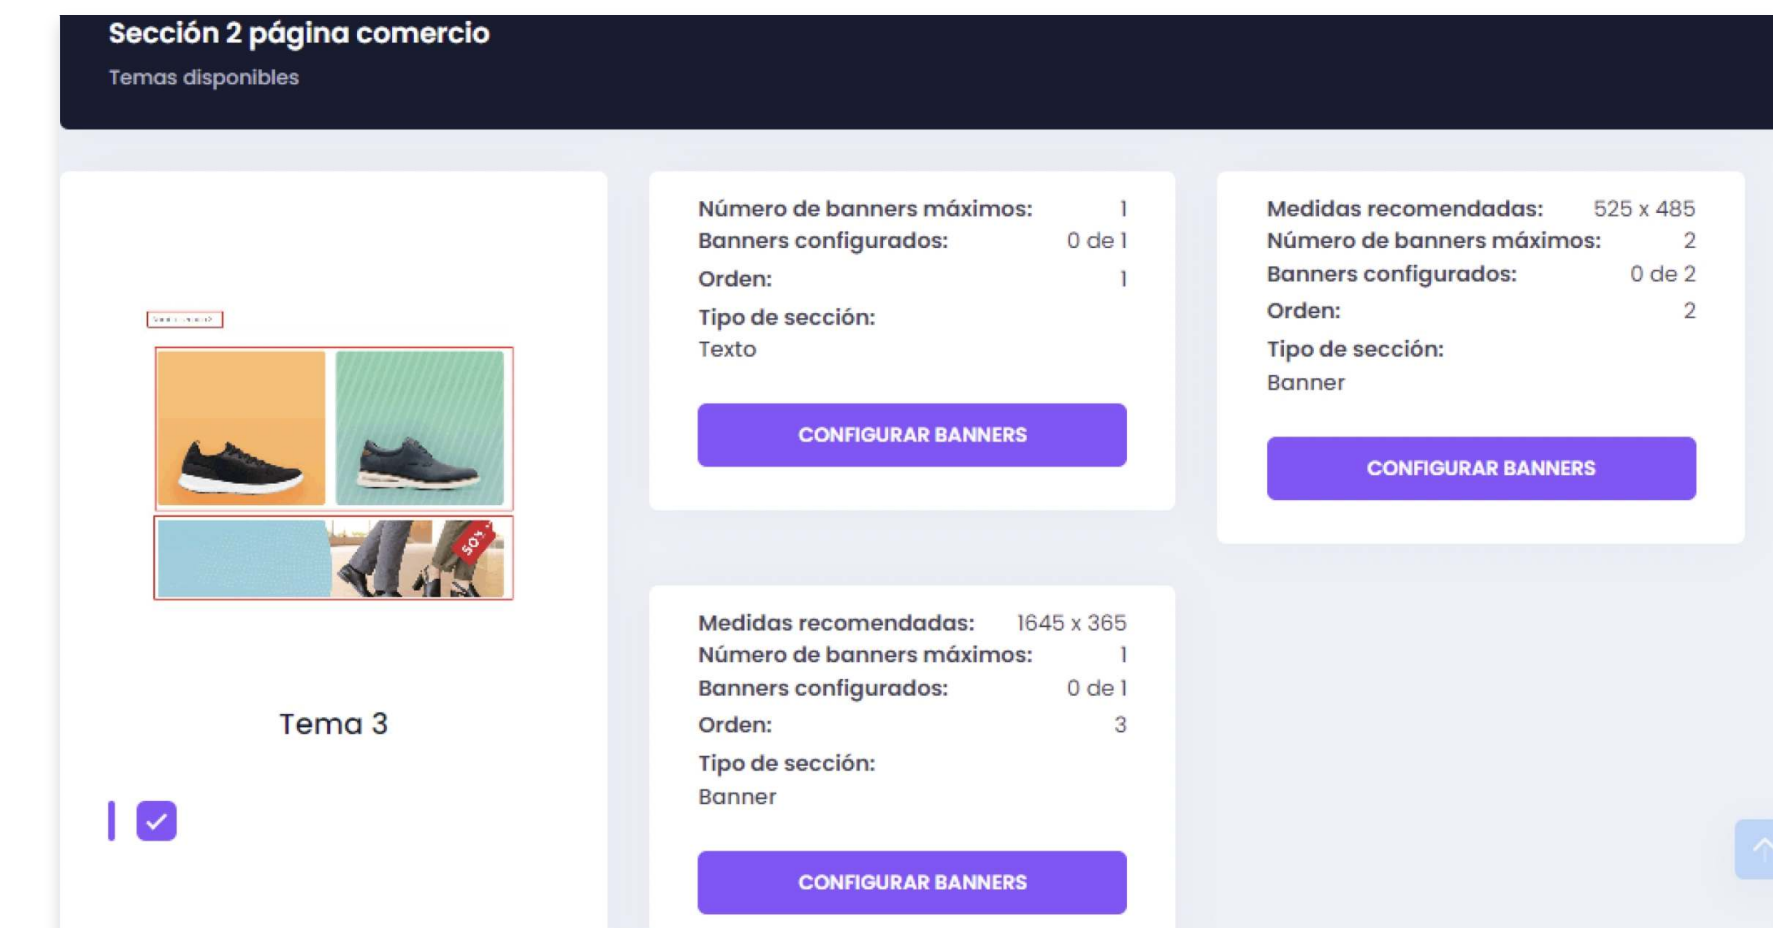 Sección 2 página comercio
Temas disponibles
50%
Tema 3
Número de banners máximos: 1
Banners configurados: 0 de 1
Orden: 1
Tipo de sección:
Texto
CONFIGURAR BANNERS
Medidas recomendadas: 525 x 485
Número de banners máximos: 2
Banners configurados: 0 de 2
Orden: 2
Tipo de sección:
Banner
CONFIGURAR BANNERS
Medidas recomendadas: 1645 x 365
Número de banners máximos: 1
Banners configurados: 0 de 1
Orden: 3
Tipo de sección:
Banner
CONFIGURAR BANNERS